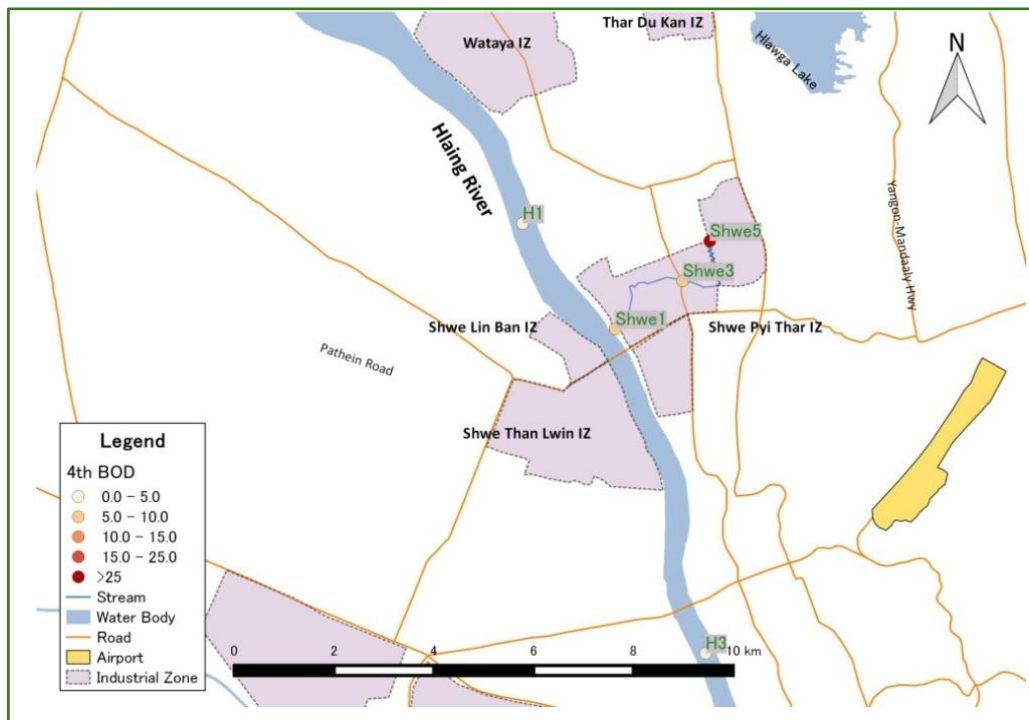 Wataya IZ
Thar Du Kan IZ
Hlawga Lake
N
Hlaing River
H1
Shwe5
Yangon-Mandaaly Hwy
Shwe3
Shwe Lin Ban IZ
Shwe1
Shwe Pyi Thar IZ
Pathein Road
Shwe Than Lwin IZ
Legend
4th BOD
0.0 - 5.0
5.0 - 10.0
10.0 - 15.0
15.0 - 25.0
>25
Stream
Water Body
Road
Airport
Industrial Zone
H3
0 2 4 6 8 10 km